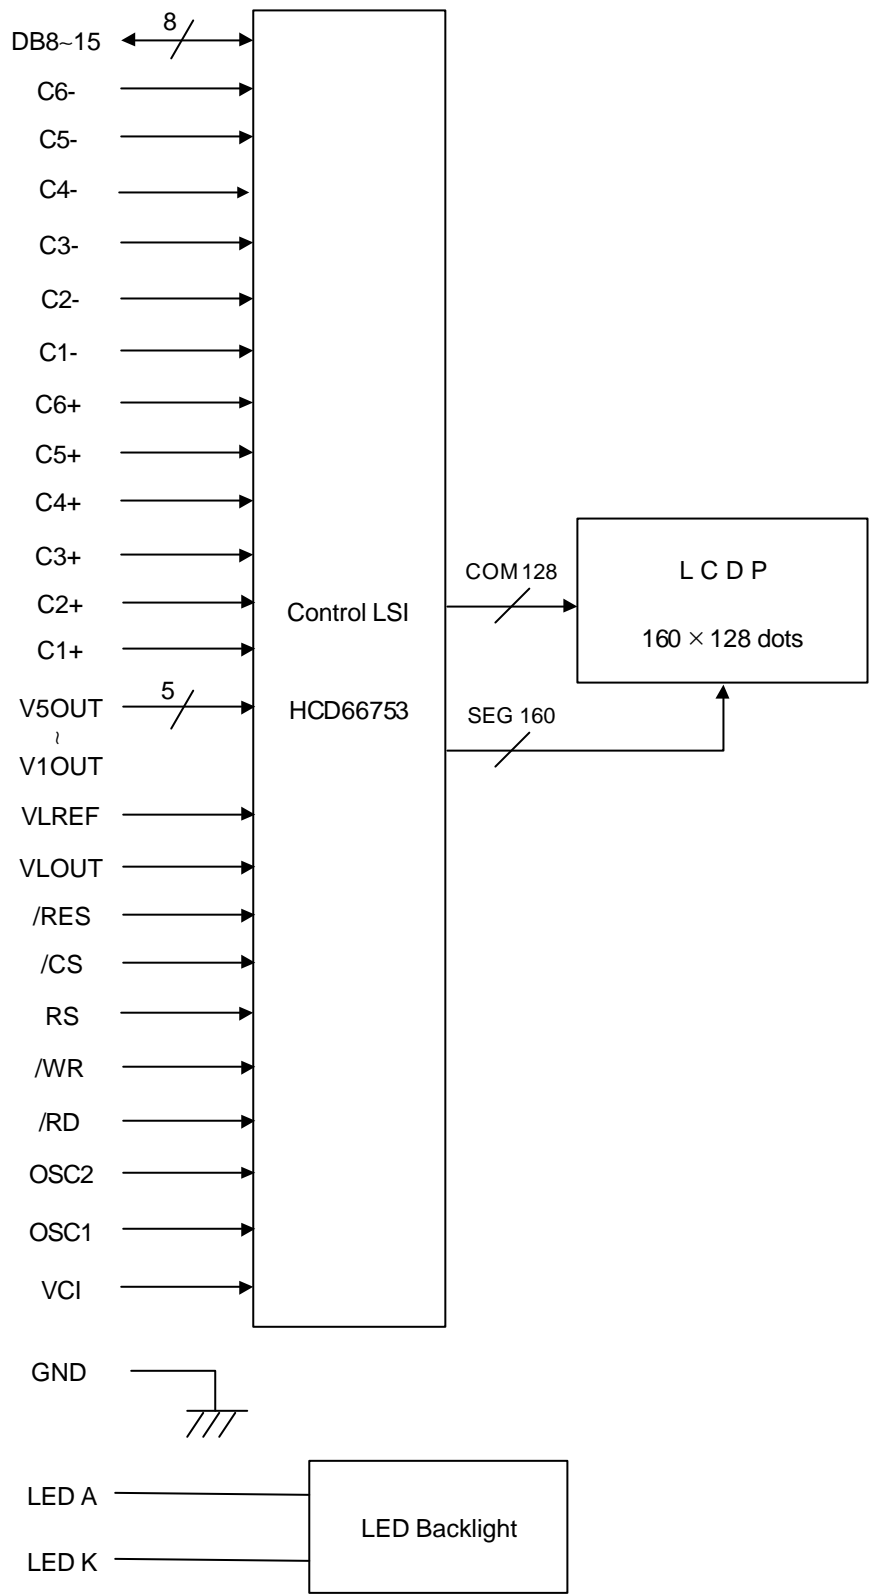 8
DB8~15
C6-
C5-
C4-
C3-
C2-
C1-
C6+
C5+
C4+
C3+
C2+
C1+
5
V5OUT
~
V1OUT
VLREF
VLOUT
/RES
/CS
RS
/WR
/RD
OSC2
OSC1
VCI
GND
LED A
LED K
Control LSI
HCD66753
COM 128
SEG 160
L C D P
160 × 128 dots
LED Backlight